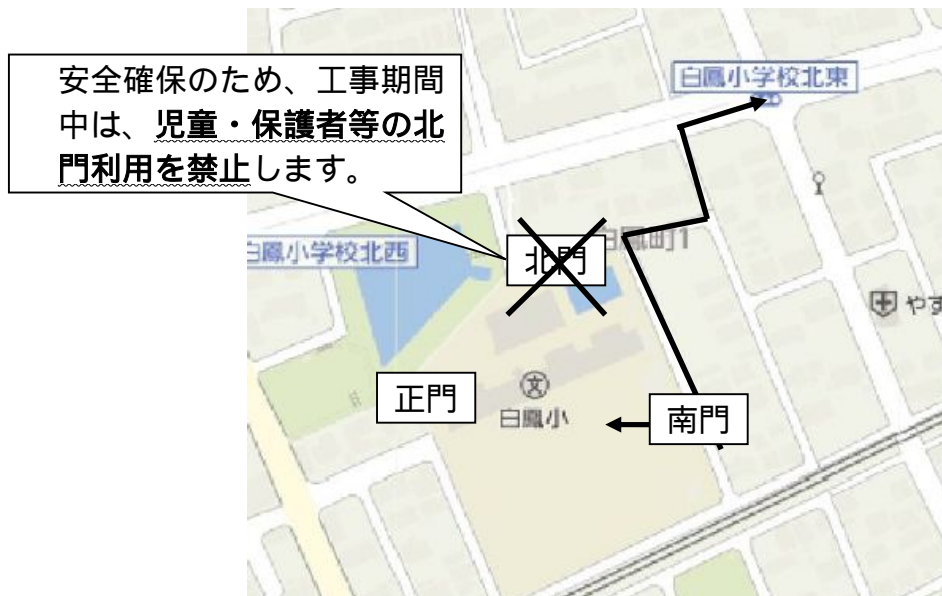 安全確保のため、工事期間
中は、児童・保護者等の北
門利用を禁止します。
白鳳小学校北東
白鳳町1
北門
白鳳小学校北西
やす
正門
文
白鳳小
南門